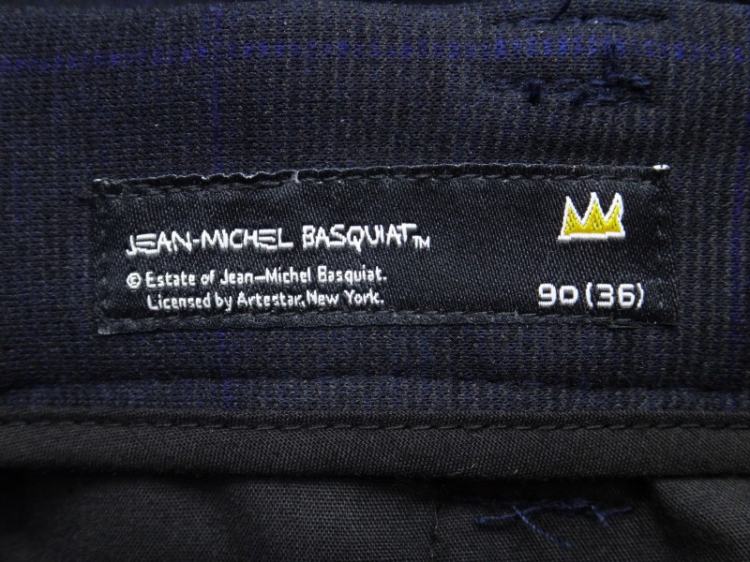 JEAN-MICHEL BASQUIAT™
© Estate of Jean-Michel Basquiat.
Licensed by Artestar, New York.
90 (36)